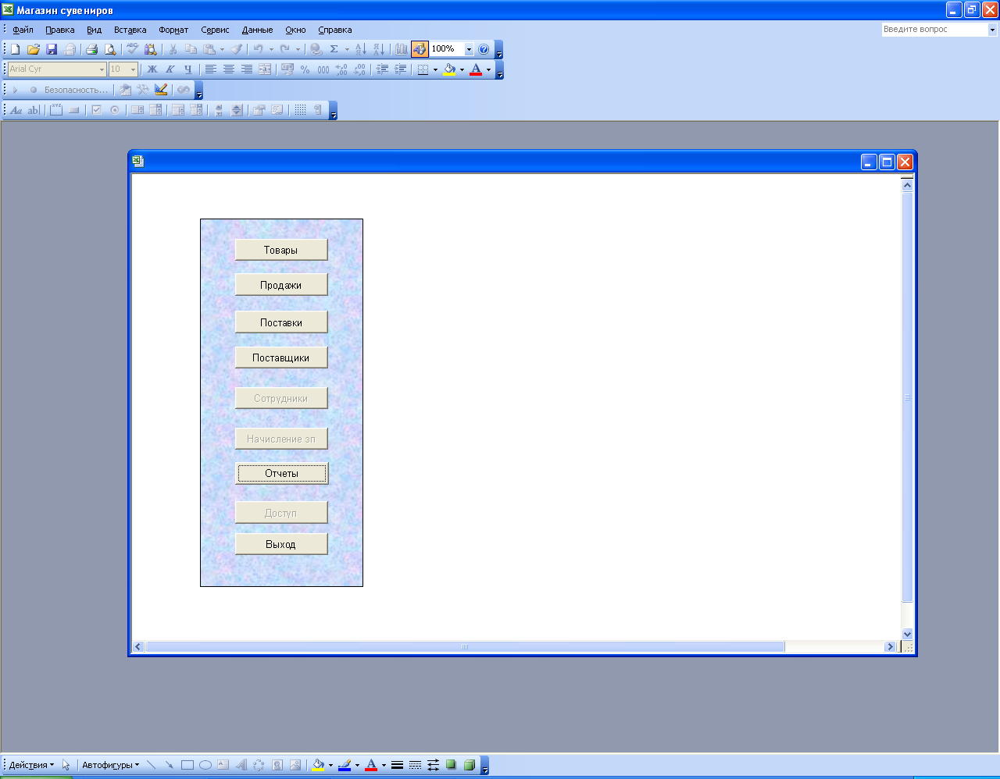 Магазин сувениров
Файл Правка Вид Вставка Формат Сервис Данные Окно Справка
Введите вопрос
100%
Arial Cyr 10 Ж К Ч
% 000
Безопасность...
Товары
Продажи
Поставки
Поставщики
Сотрудники
Начисление зп
Отчеты
Доступ
Выход
Действия Автофигуры